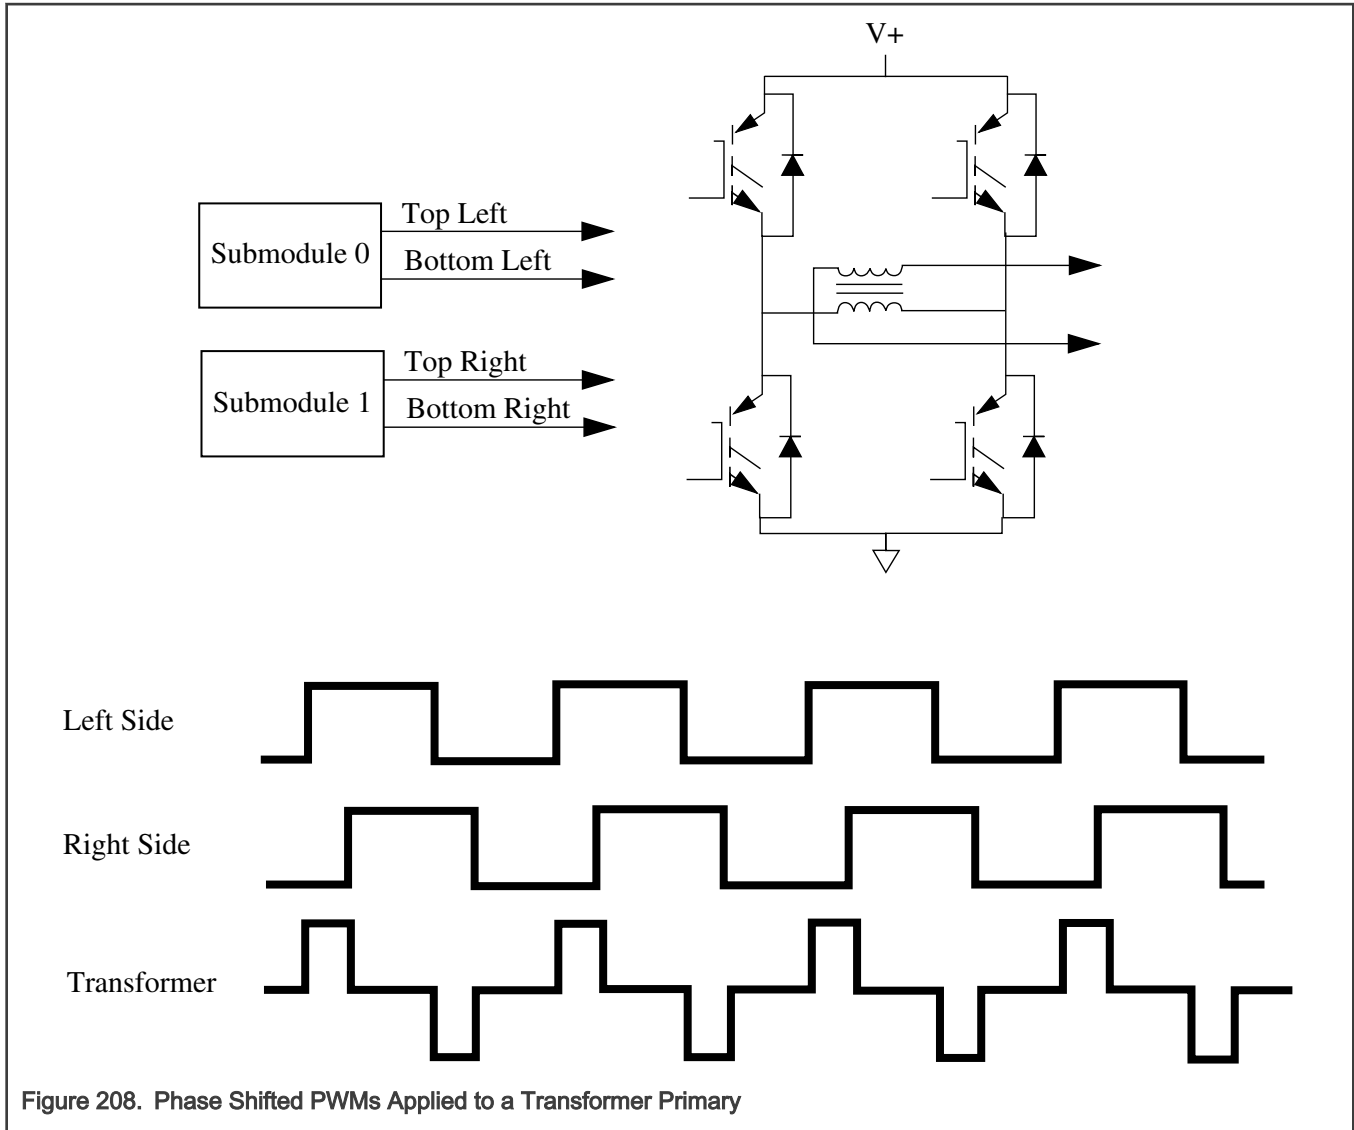 V+
Top Left
Submodule 0
Bottom Left
Top Right
Submodule 1
Bottom Right
Left Side
Right Side
Transformer
Figure 208. Phase Shifted PWMs Applied to a Transformer Primary